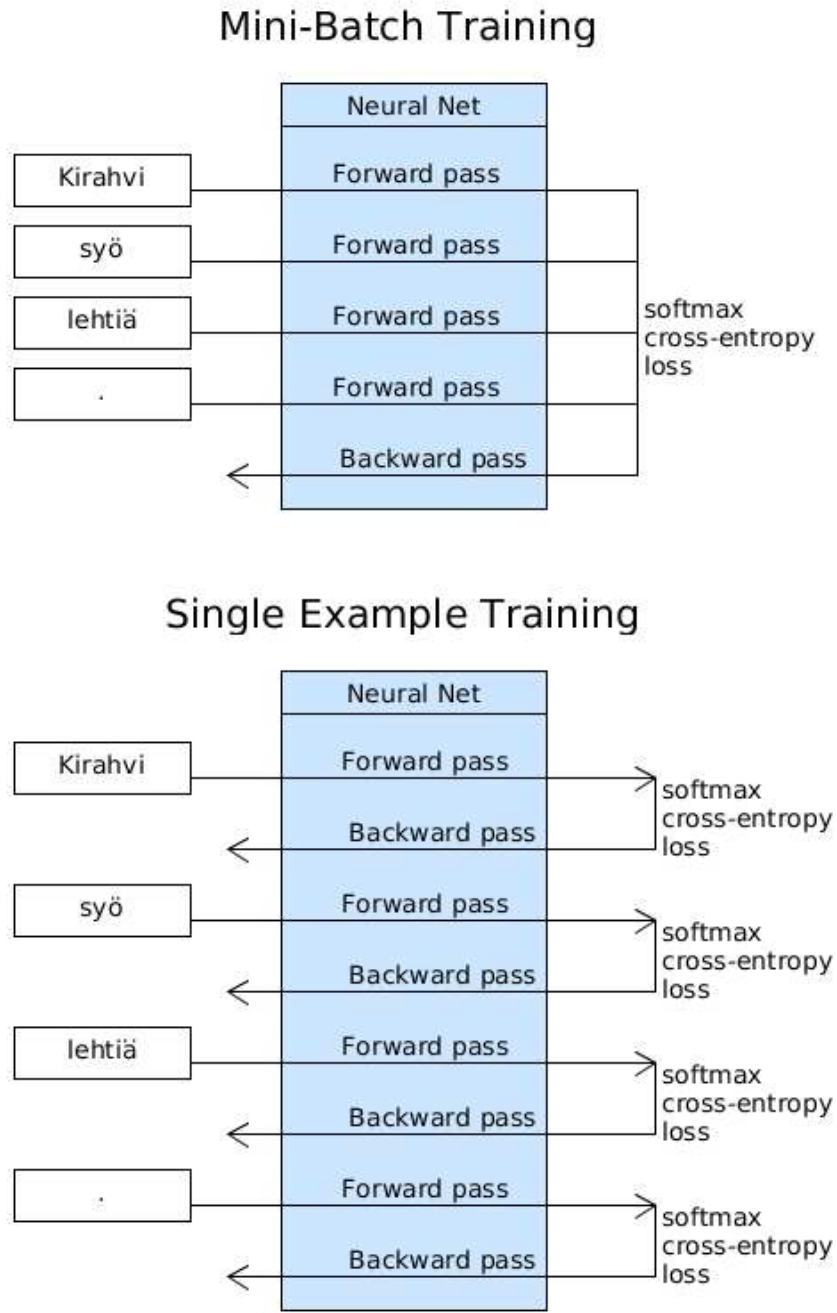 Mini-Batch Training
Neural Net
Kirahvi
Forward pass
syö
Forward pass
lehtiä
Forward pass
.
Forward pass
softmax
cross-entropy
loss
Backward pass
Single Example Training
Neural Net
Kirahvi
Forward pass
softmax
cross-entropy
loss
Backward pass
syö
Forward pass
softmax
cross-entropy
loss
Backward pass
lehtiä
Forward pass
softmax
cross-entropy
loss
Backward pass
.
Forward pass
softmax
cross-entropy
loss
Backward pass